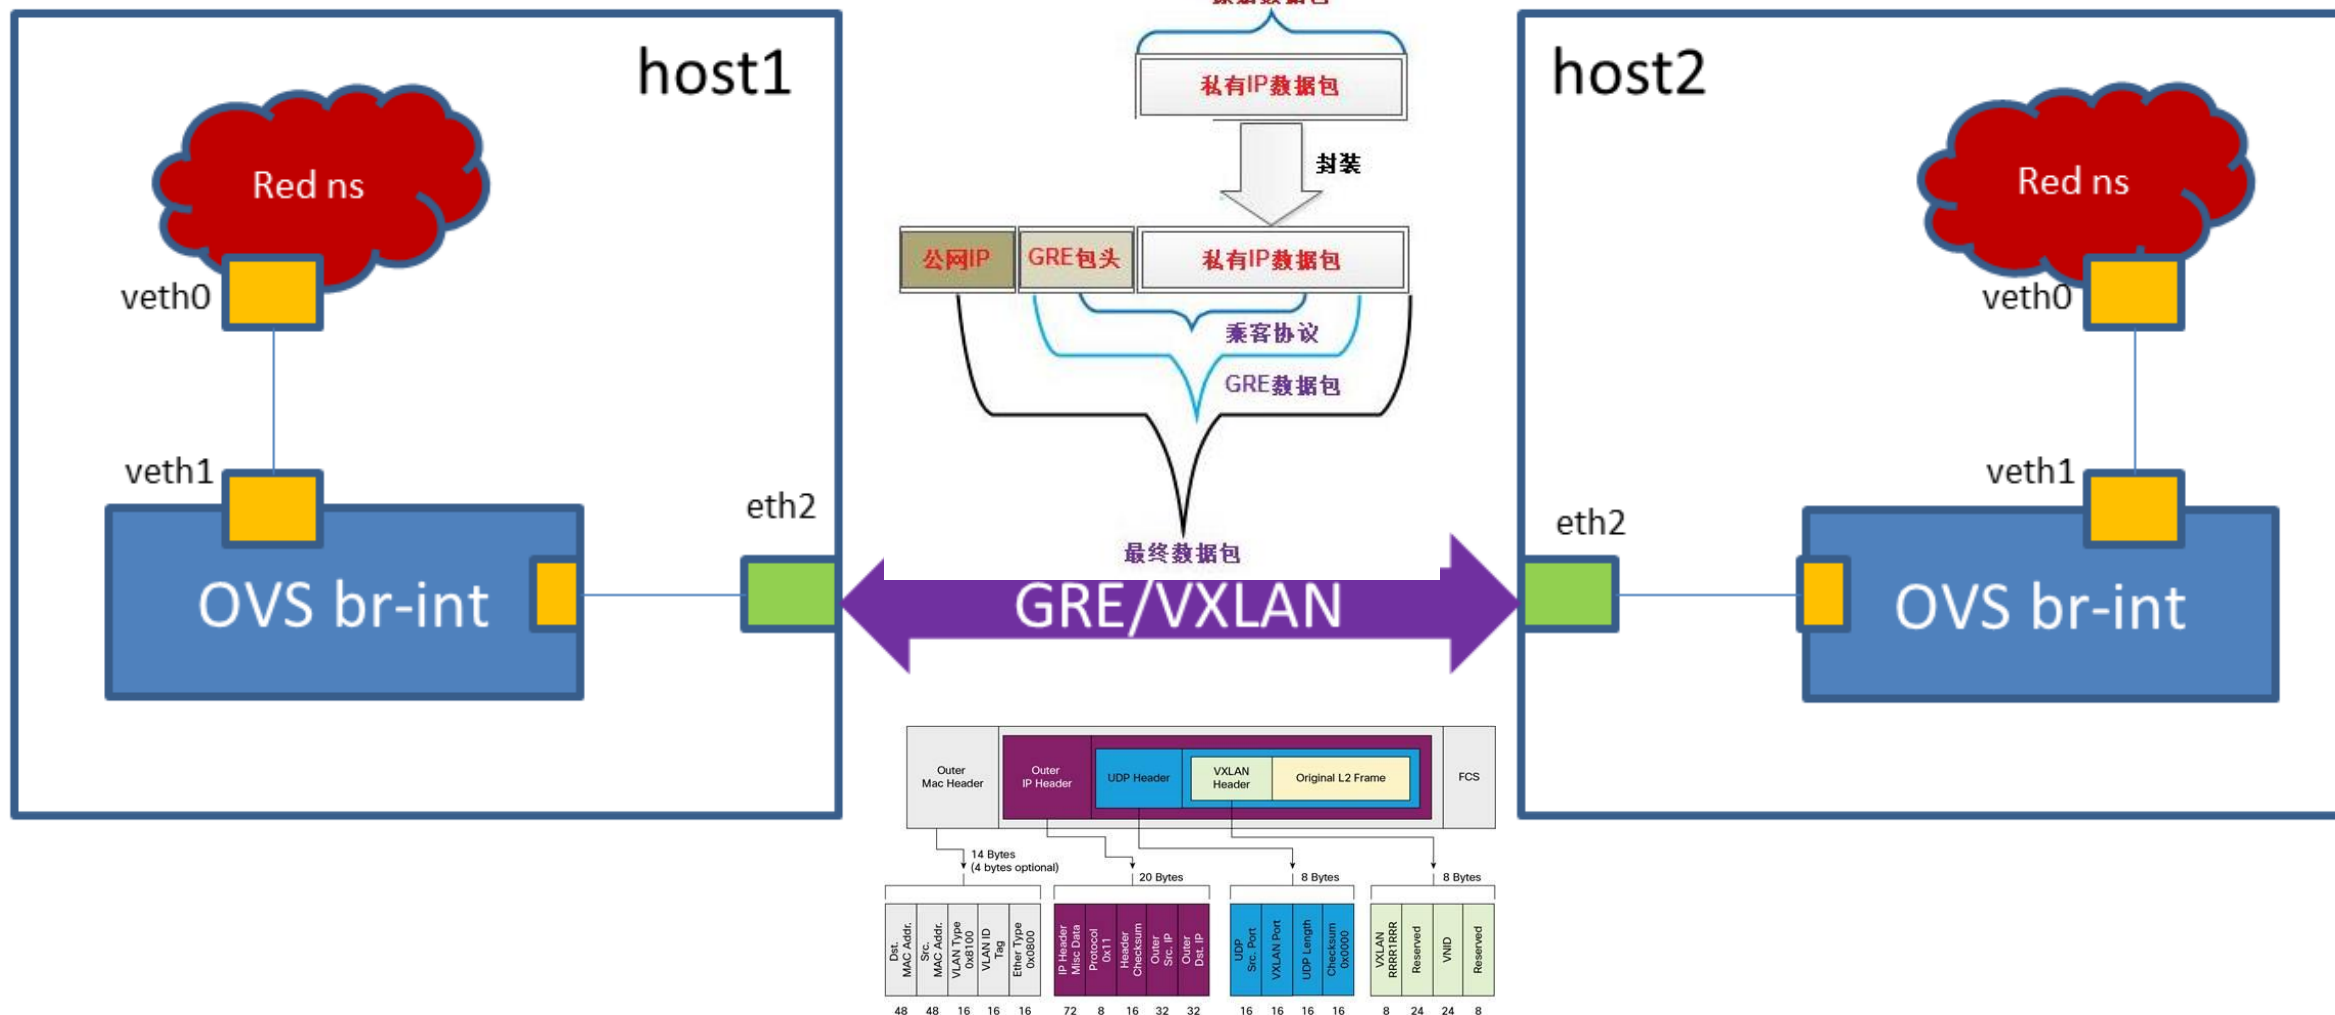 host1
Red ns
veth0
veth1
OVS br-int
eth2
私有IP数据包
封装
公网IP
GRE包头
私有IP数据包
乘客协议
GRE数据包
最终数据包
GRE/VXLAN
host2
Red ns
veth0
veth1
eth2
OVS br-int
Outer
Mac Header
Outer
IP Header
UDP Header
VXLAN
Header
Original L2 Frame
FCS
14 Bytes
(4 bytes optional)
20 Bytes
8 Bytes
8 Bytes
Dst.
MAC Addr.
Src.
MAC Addr.
VLAN Type
0x8100
VLAN ID
Tag
Ether Type
0x0800
IP Header
Misc Data
Protocol
0x11
Header
Checksum
Outer
Src. IP
Outer
Dst. IP
UDP
Src. Port
VXLAN Port
UDP Length
Checksum
0x0000
VXLAN
RRRR1RRR
Reserved
VNID
Reserved
48 48 16 16 16 72 8 16 32 32 16 16 16 16 8 24 24 8